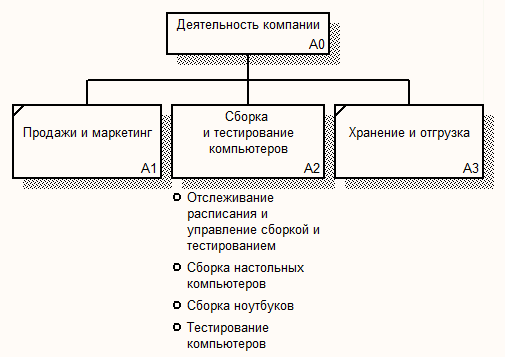 Деятельность компании
A0
Продажи и маркетинг
A1
Сборка
и тестирование
компьютеров
A2
Хранение и отгрузка
A3
Отслеживание
расписания и
управление сборкой и
тестированием
Сборка настольных
компьютеров
Сборка ноутбуков
Тестирование
компьютеров